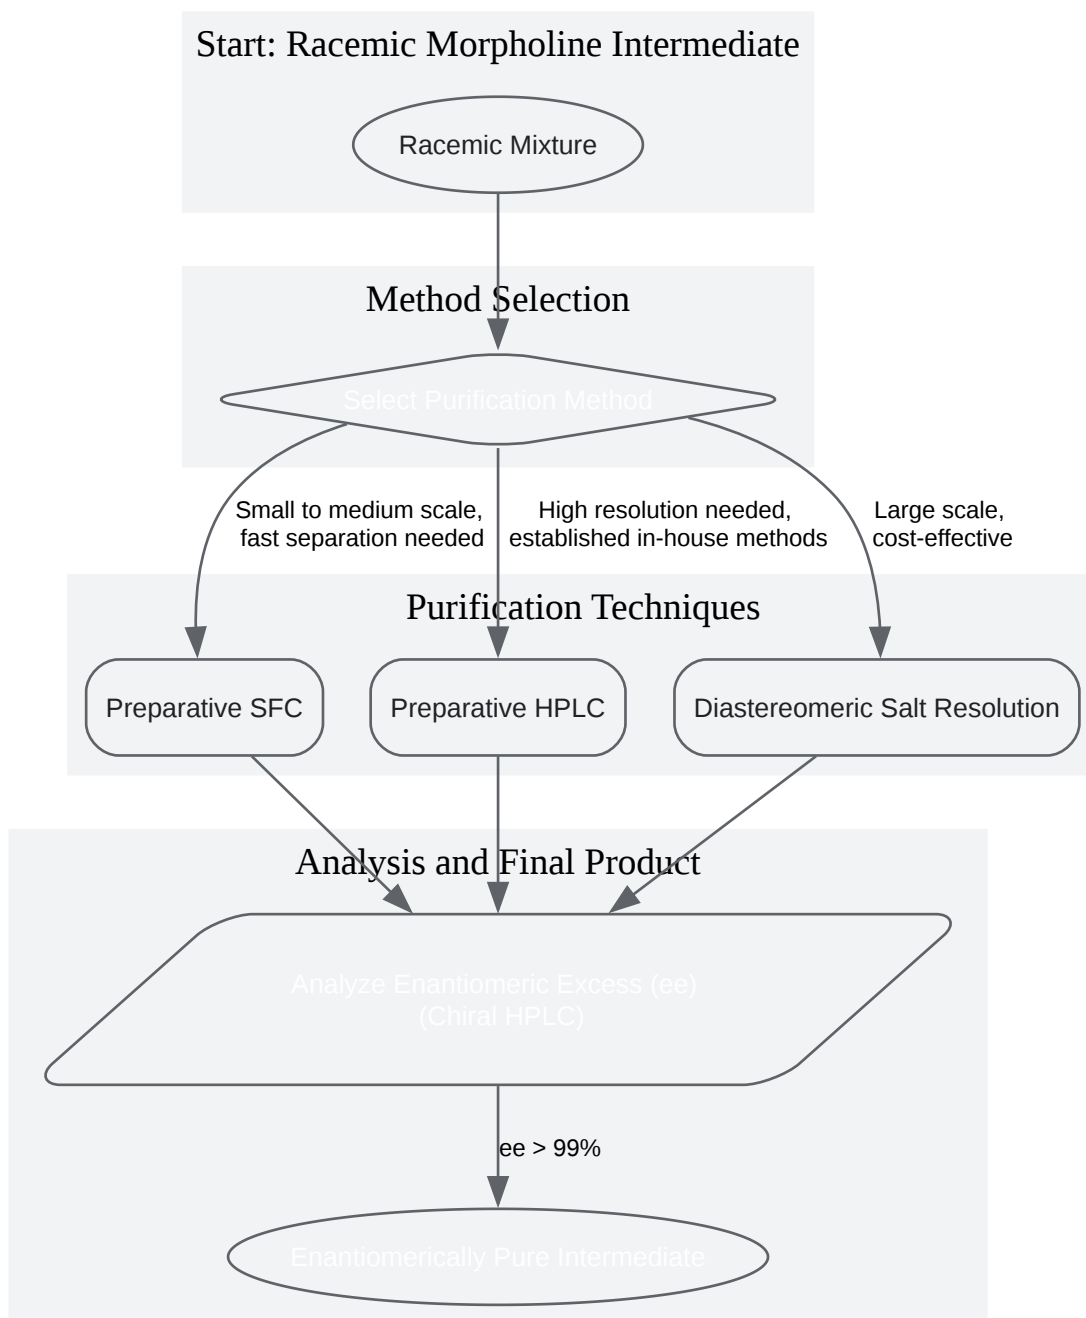 Start: Racemic Morpholine Intermediate
Racemic Mixture
Method Selection
Select Purification Method
Small to medium scale,
fast separation needed
High resolution needed,
established in-house methods
Large scale,
cost-effective
Purification Techniques
Preparative SFC
Preparative HPLC
Diastereomeric Salt Resolution
Analysis and Final Product
Analyze Enantiomeric Excess (ee)
(Chiral HPLC)
ee > 99%
Enantiomerically Pure Intermediate